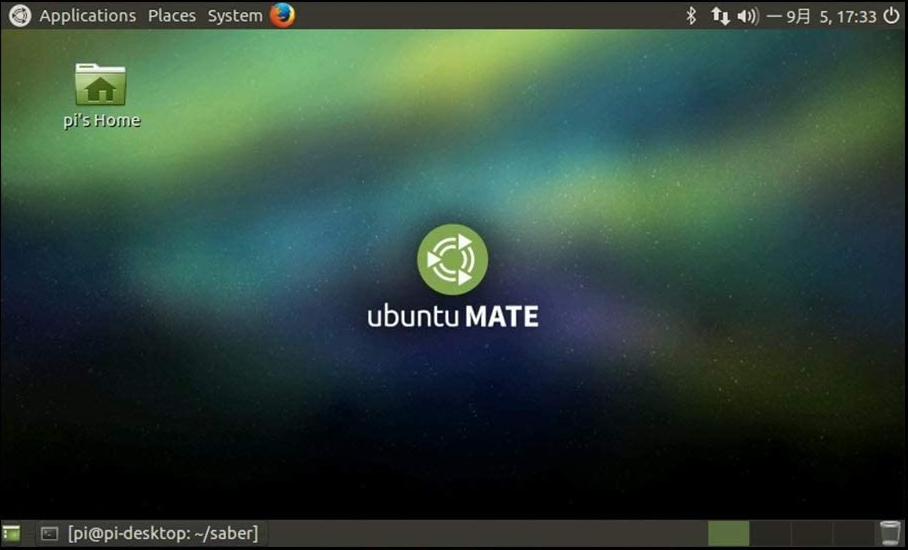 Applications Places System 一 9月 5, 17:33
pi's Home
ubuntu MATE
[pi@pi-desktop: ~/saber]